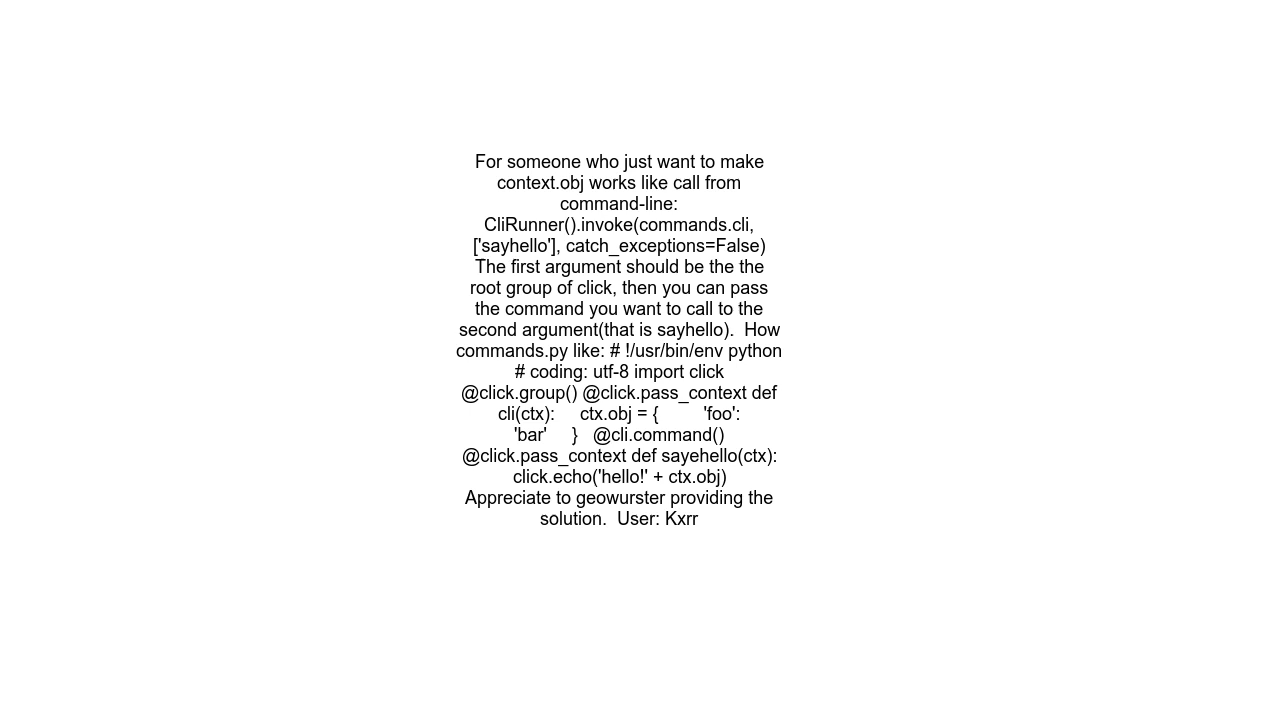 For someone who just want to make
context.obj works like call from
command-line:
CliRunner().invoke(commands.cli,
['sayhello'], catch_exceptions=False)
The first argument should be the the
root group of click, then you can pass
the command you want to call to the
second argument(that is sayhello).  How
commands.py like: # !/usr/bin/env python
# coding: utf-8 import click
@click.group() @click.pass_context def
cli(ctx):     ctx.obj = {         'foo':
'bar'     }   @cli.command()
@click.pass_context def sayehello(ctx):
click.echo('hello!' + ctx.obj)
Appreciate to geowurster providing the
solution.  User: Kxrr